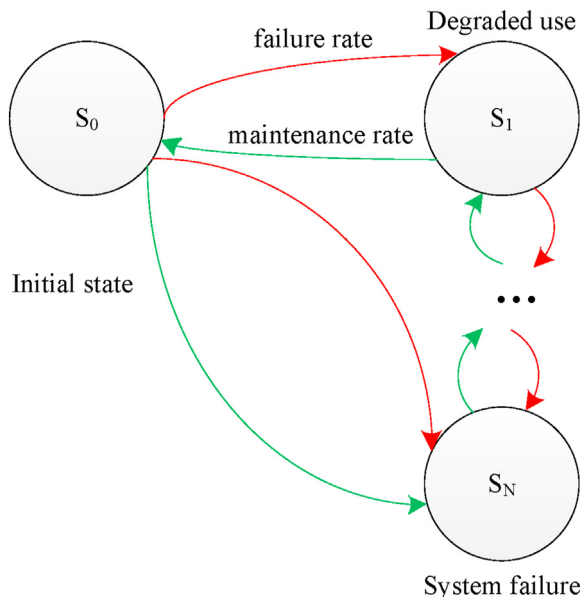 Degraded use
failure rate
S0
S1
maintenance rate
Initial state
...
SN
System failure